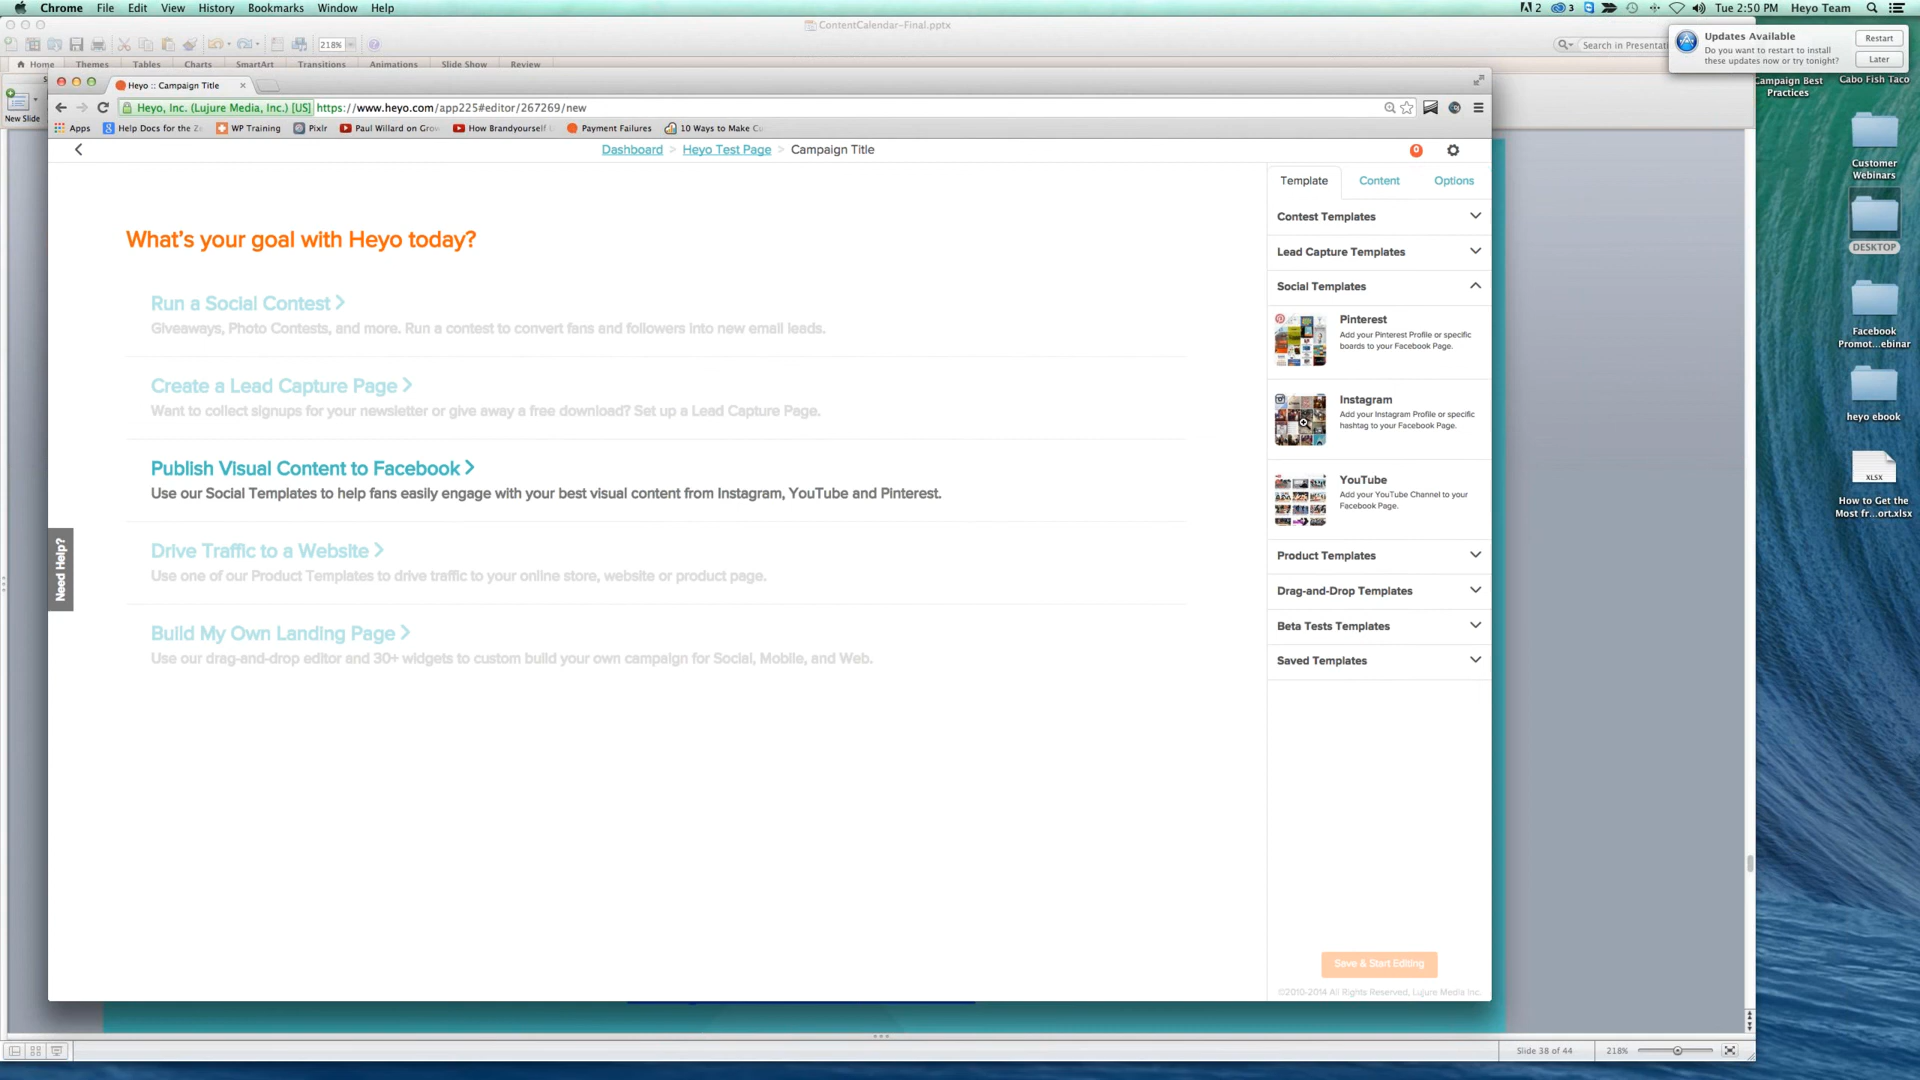 Chrome File Edit View History Bookmarks Window Help
2 3 Tue 2:50 PM Heyo Team
ContentCalendar-Final.pptx
218%
Search in Presentat
Home Themes Tables Charts SmartArt Transitions Animations Slide Show Review
New Slide
Updates Available
Do you want to restart to install
these updates now or try tonight?
Restart
Later
Campaign Best
Practices
Cabo Fish Taco
Customer
Webinars
DESKTOP
Facebook
Promot...ebinar
heyo ebook
XLSX
How to Get the
Most fr...ort.xlsx
Heyo :: Campaign Title
Heyo, Inc. (Lujure Media, Inc.) [US] https://www.heyo.com/app225#editor/267269/new
Apps Help Docs for the Za WP Training Pixlr Paul Willard on Grow How Brandyourself Payment Failures 10 Ways to Make Co
Dashboard > Heyo Test Page > Campaign Title
0
What's your goal with Heyo today?
Run a Social Contest >
Giveaways, Photo Contests, and more. Run a contest to convert fans and followers into new email leads.
Create a Lead Capture Page >
Want to collect signups for your newsletter or give away a free download? Set up a Lead Capture Page.
Publish Visual Content to Facebook >
Use our Social Templates to help fans easily engage with your best visual content from Instagram, YouTube and Pinterest.
Drive Traffic to a Website >
Use one of our Product Templates to drive traffic to your online store, website or product page.
Build My Own Landing Page >
Use our drag-and-drop editor and 30+ widgets to custom build your own campaign for Social, Mobile, and Web.
Need Help?
Template Content Options
Contest Templates
Lead Capture Templates
Social Templates
Pinterest
Add your Pinterest Profile or specific
boards to your Facebook Page.
Instagram
Add your Instagram Profile or specific
hashtag to your Facebook Page.
YouTube
Add your YouTube Channel to your
Facebook Page.
Product Templates
Drag-and-Drop Templates
Beta Tests Templates
Saved Templates
Save & Start Editing
©2010-2014 All Rights Reserved, Lujure Media Inc.
Slide 38 of 44
218%